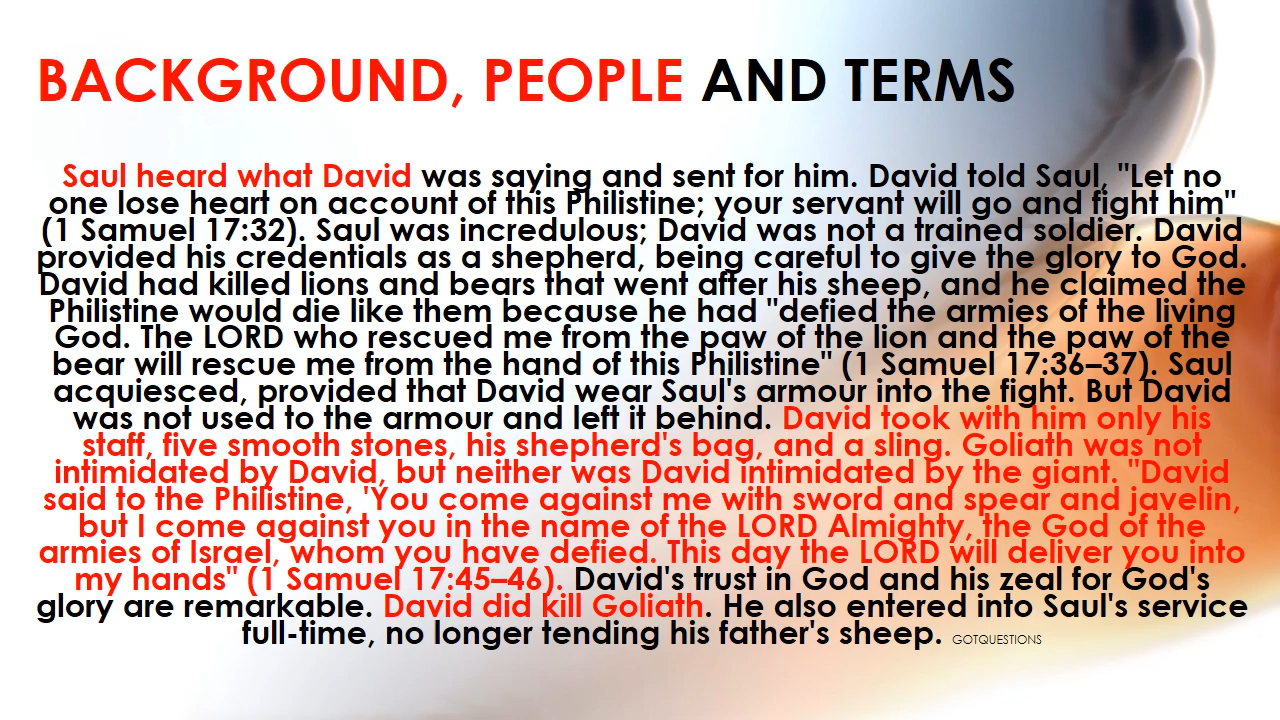 BACKGROUND, PEOPLE AND TERMS
Saul heard what David was saying and sent for him. David told Saul, "Let no
one lose heart on account of this Philistine; your servant will go and fight him"
(1 Samuel 17:32). Saul was incredulous; David was not a trained soldier. David
provided his credentials as a shepherd, being careful to give the glory to God.
David had killed lions and bears that went after his sheep, and he claimed the
Philistine would die like them because he had "defied the armies of the living
God. The LORD who rescued me from the paw of the lion and the paw of the
bear will rescue me from the hand of this Philistine" (1 Samuel 17:36–37). Saul
acquiesced, provided that David wear Saul's armour into the fight. But David
was not used to the armour and left it behind. David took with him only his
staff, five smooth stones, his shepherd's bag, and a sling. Goliath was not
intimidated by David, but neither was David intimidated by the giant. "David
said to the Philistine, 'You come against me with sword and spear and javelin,
but I come against you in the name of the LORD Almighty, the God of the
armies of Israel, whom you have defied. This day the LORD will deliver you into
my hands" (1 Samuel 17:45–46). David's trust in God and his zeal for God's
glory are remarkable. David did kill Goliath. He also entered into Saul's service
full-time, no longer tending his father's sheep. GOTQUESTIONS